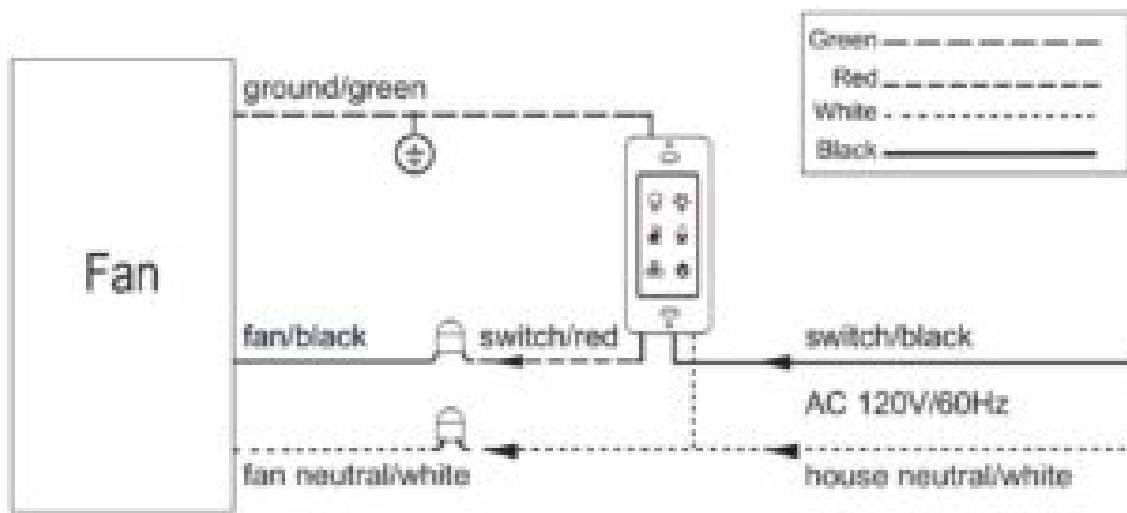 Green
Red
White
Black
ground/green
Fan
fan/black
switch/red
switch/black
AC 120V/60Hz
fan neutral/white
house neutral/white